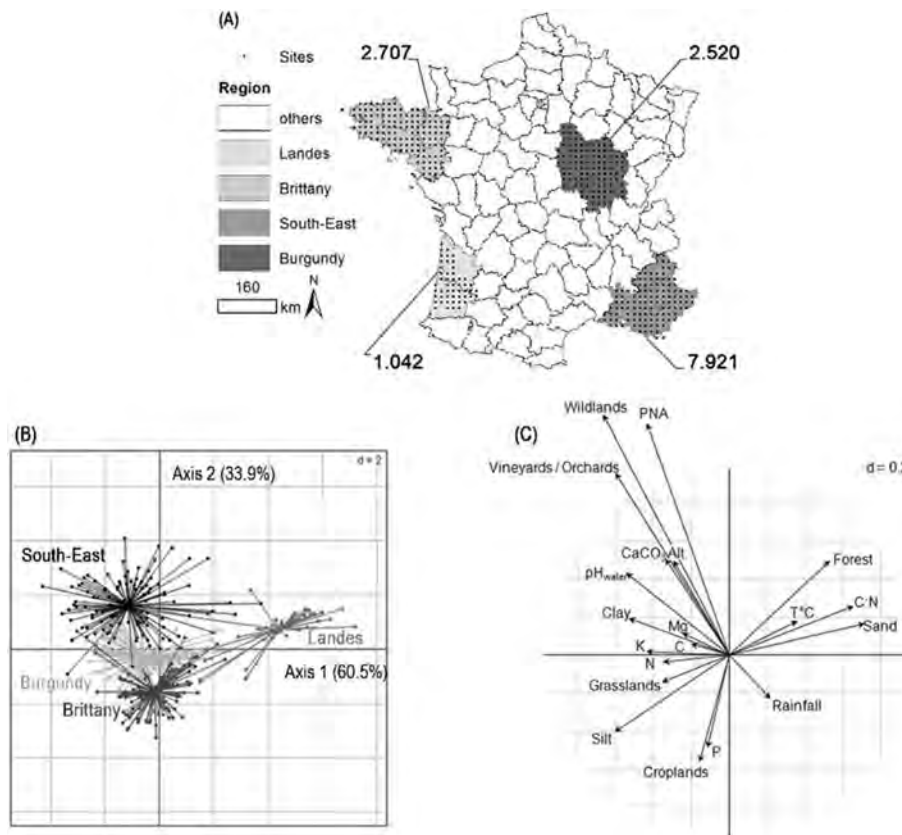 (A)
2.707
2.520
Sites
Region
others
Landes
Brittany
South-East
Burgundy
160
km
N
1.042
7.921
(B)
d = 2
Axis 2 (33.9%)
South-East
Landes
Axis 1 (60.5%)
Burgundy
Brittany
(C)
Wildlands
PNA
Vineyards / Orchards
d = 0.
CaCO
Alt
pHwater
Forest
Clay
T°C
C:N
Sand
Mg
C
K
N
Grasslands
Rainfall
Silt
P
Croplands